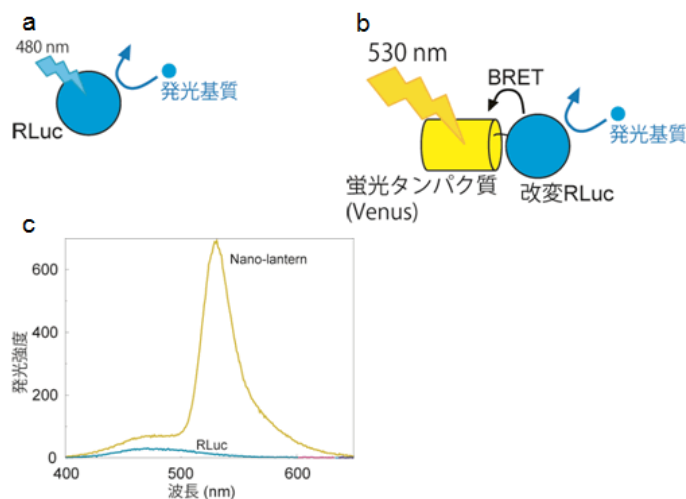 a
480 nm
発光基質
RLuc
b
530 nm
BRET
発光基質
蛍光タンパク質
(Venus)
改変RLuc
c
発光強度
600
400
200
0
Nano-lantern
RLuc
400
500
600
波長 (nm)